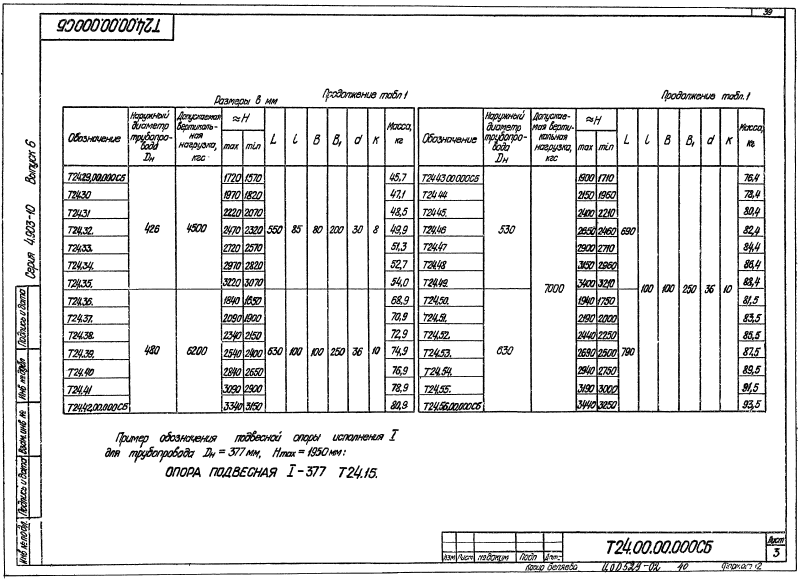 39
Т24.00.00.000СБ
Серия 4.903-10 Выпуск 6
Размеры в мм
Продолжение табл.1
Обозначение | Наружный диаметр трубопровода Dн | Допускаемая вертикальная нагрузка, кгс | ≈H max | min | L | l | B | B₁ | d | K | Масса, кг
Т24.29.00.000СБ | 426 | 4500 | 1720 | 1570 | 550 | 85 | 80 | 200 | 30 | 8 | 45,7
Т24.30 1970 1820 47,1
Т24.31 2220 2070 48,5
Т24.32. 2470 2320 49,9
Т24.33. 2720 2570 51,3
Т24.34. 2970 2820 52,7
Т24.35. 3220 3070 54,0
Т24.36. | 480 | 6200 | 1840 | 1650 | 630 | 100 | 100 | 250 | 36 | 10 | 68,9
Т24.37. 2090 1900 70,9
Т24.38. 2340 2150 72,9
Т24.39. 2540 2400 74,9
Т24.40 2840 2650 76,9
Т24.41 3090 2900 78,9
Т24.42.00.000СБ 3340 3150 80,9
Продолжение табл.1
Обозначение | Наружный диаметр трубопровода Dн | Допускаемая вертикальная нагрузка, кгс | ≈H max | min | L | l | B | B₁ | d | K | Масса, кг
Т24.43.00.000СБ | 530 | 7000 | 1900 | 1710 | 690 | 100 | 100 | 250 | 36 | 10 | 76,4
Т24.44 2150 1960 78,4
Т24.45. 2400 2210 80,4
Т24.46 2650 2460 82,4
Т24.47 2900 2710 84,4
Т24.48 3150 2960 86,4
Т24.49. 3400 3210 88,4
Т24.50. | 630 | 1940 | 1750 | 790 | 81,5
Т24.51. 2190 2000 83,5
Т24.52. 2440 2250 85,5
Т24.53. 2690 2500 87,5
Т24.54. 2940 2750 89,5
Т24.55. 3190 3000 91,5
Т24.56.00.000СБ 3440 3250 93,5
Пример обозначения подвесной опоры исполнения I
для трубопровода Dн = 377 мм, Hmax = 1950 мм:
ОПОРА ПОДВЕСНАЯ I-377 Т24.15.
Инв № подл. Подпись и дата Взам. инв № Инв № дубл. Подпись и дата
Изм Лист № докум Подп Дата
Т24.00.00.000СБ
Лист
3
Копир Беляева
40
Формат 12